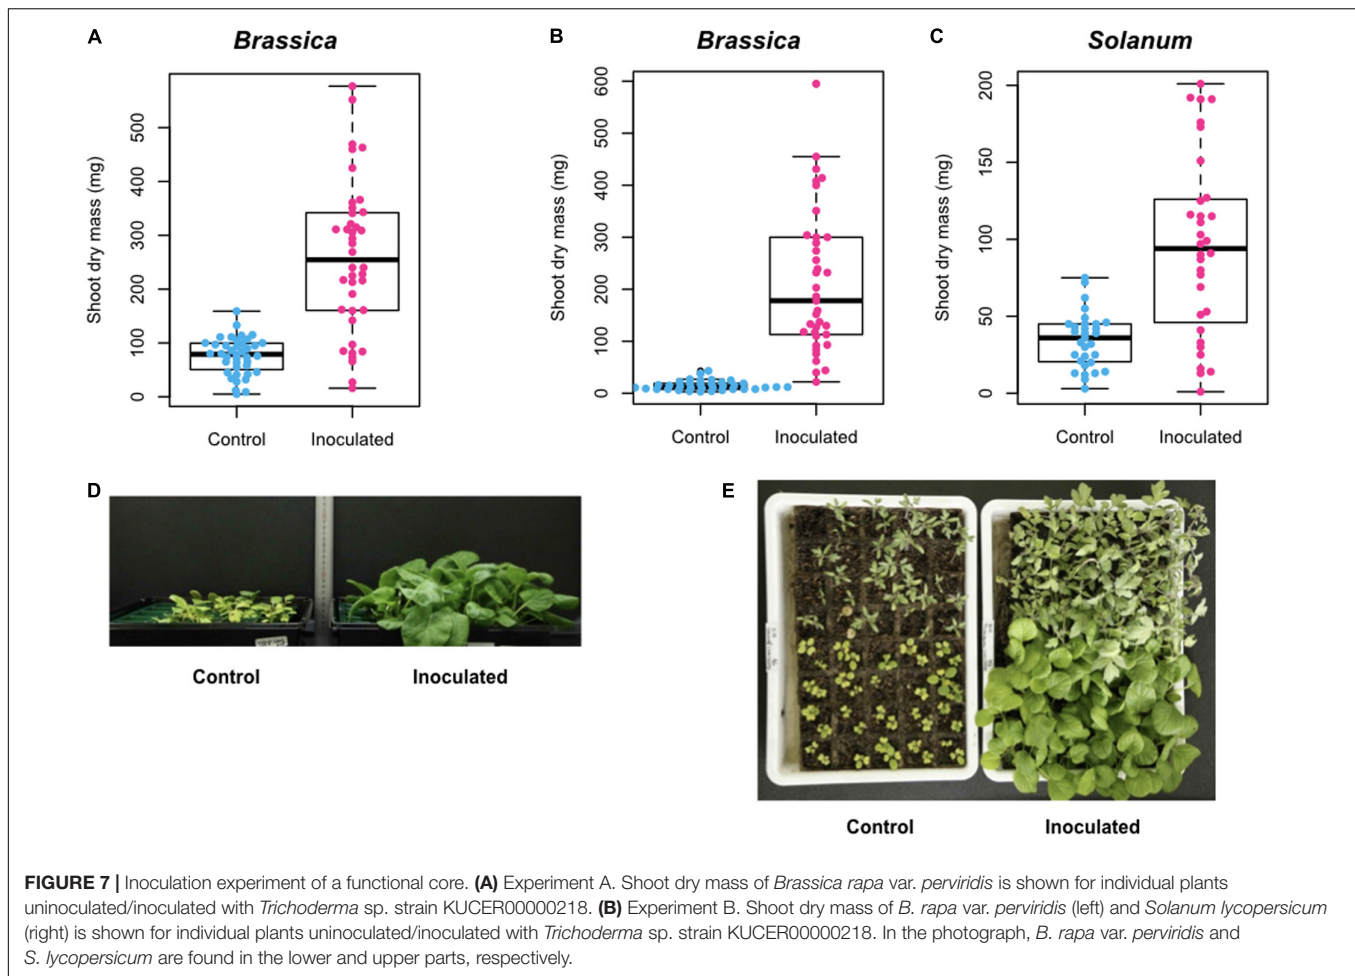 A
Brassica
B
Brassica
C
Solanum
Shoot dry mass (mg)
0
100
200
300
400
500
Control
Inoculated
Shoot dry mass (mg)
0
100
200
300
400
500
600
Control
Inoculated
Shoot dry mass (mg)
0
50
100
150
200
Control
Inoculated
D
Control
Inoculated
E
Control
Inoculated
FIGURE 7 | Inoculation experiment of a functional core. (A) Experiment A. Shoot dry mass of Brassica rapa var. perviridis is shown for individual plants
uninoculated/inoculated with Trichoderma sp. strain KUCER00000218. (B) Experiment B. Shoot dry mass of B. rapa var. perviridis (left) and Solanum lycopersicum
(right) is shown for individual plants uninoculated/inoculated with Trichoderma sp. strain KUCER00000218. In the photograph, B. rapa var. perviridis and
S. lycopersicum are found in the lower and upper parts, respectively.